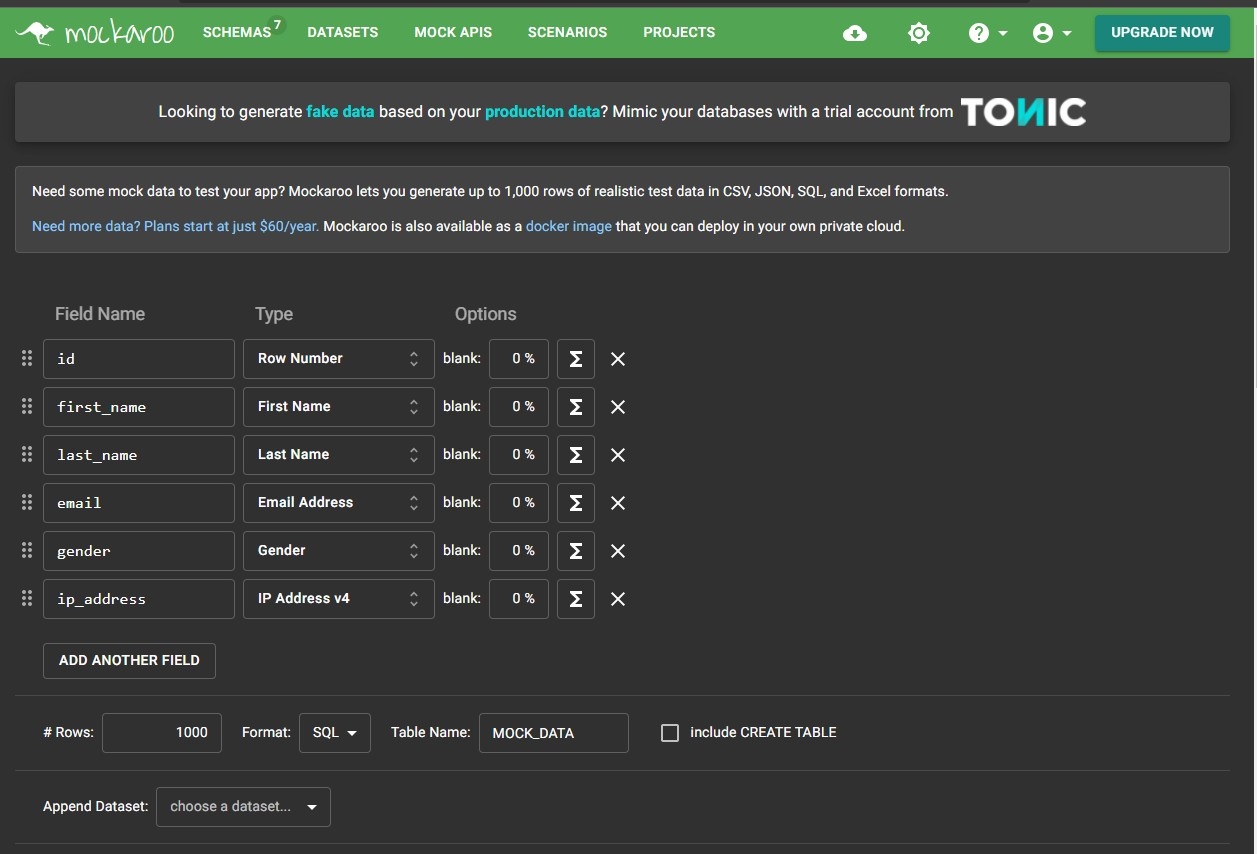 mockaroo SCHEMAS 7 DATASETS MOCK APIS SCENARIOS PROJECTS ? UPGRADE NOW
Looking to generate fake data based on your production data? Mimic your databases with a trial account from TONIC
Need some mock data to test your app? Mockaroo lets you generate up to 1,000 rows of realistic test data in CSV, JSON, SQL, and Excel formats.
Need more data? Plans start at just $60/year. Mockaroo is also available as a docker image that you can deploy in your own private cloud.
Field Name Type Options
id Row Number blank: 0 % Σ
first_name First Name blank: 0 % Σ
last_name Last Name blank: 0 % Σ
email Email Address blank: 0 % Σ
gender Gender blank: 0 % Σ
ip_address IP Address v4 blank: 0 % Σ
ADD ANOTHER FIELD
# Rows: 1000 Format: SQL Table Name: MOCK_DATA include CREATE TABLE
Append Dataset: choose a dataset...